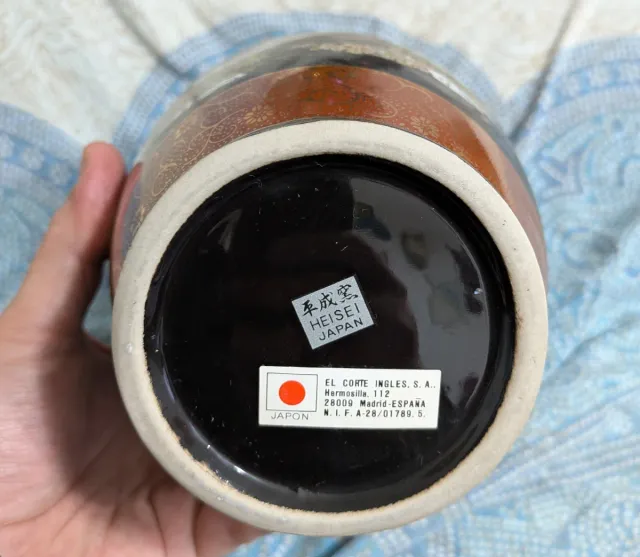 平成窯
HEISEI
JAPAN
EL CORTE INGLES, S.A..
Hermosilla, 112
28009 Madrid-ESPAÑA
N.I.F. A-28/01789.5.
JAPON